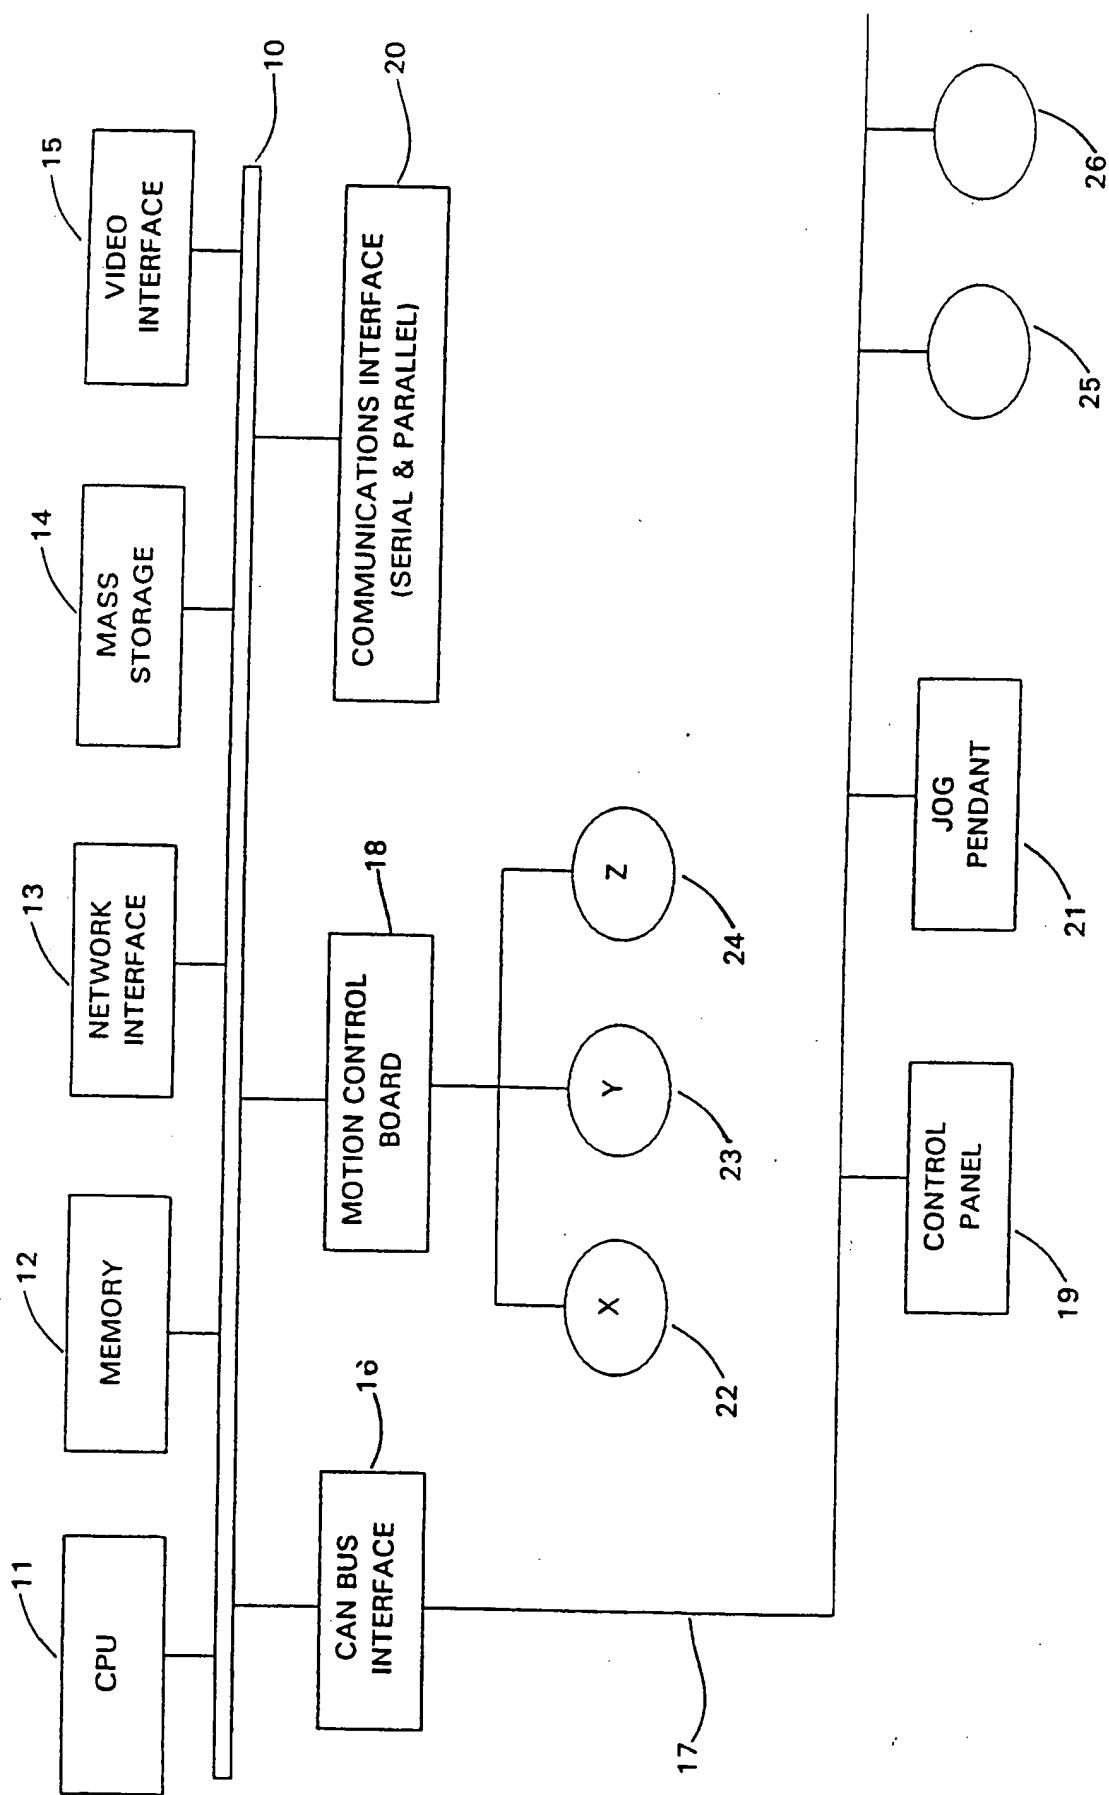 11
12
13
14
15
CPU
MEMORY
NETWORK
INTERFACE
MASS
STORAGE
VIDEO
INTERFACE
10
16
18
20
CAN BUS
INTERFACE
MOTION CONTROL
BOARD
COMMUNICATIONS INTERFACE
(SERIAL & PARALLEL)
X
Y
Z
22
23
24
17
CONTROL
PANEL
JOG
PENDANT
19
21
25
26